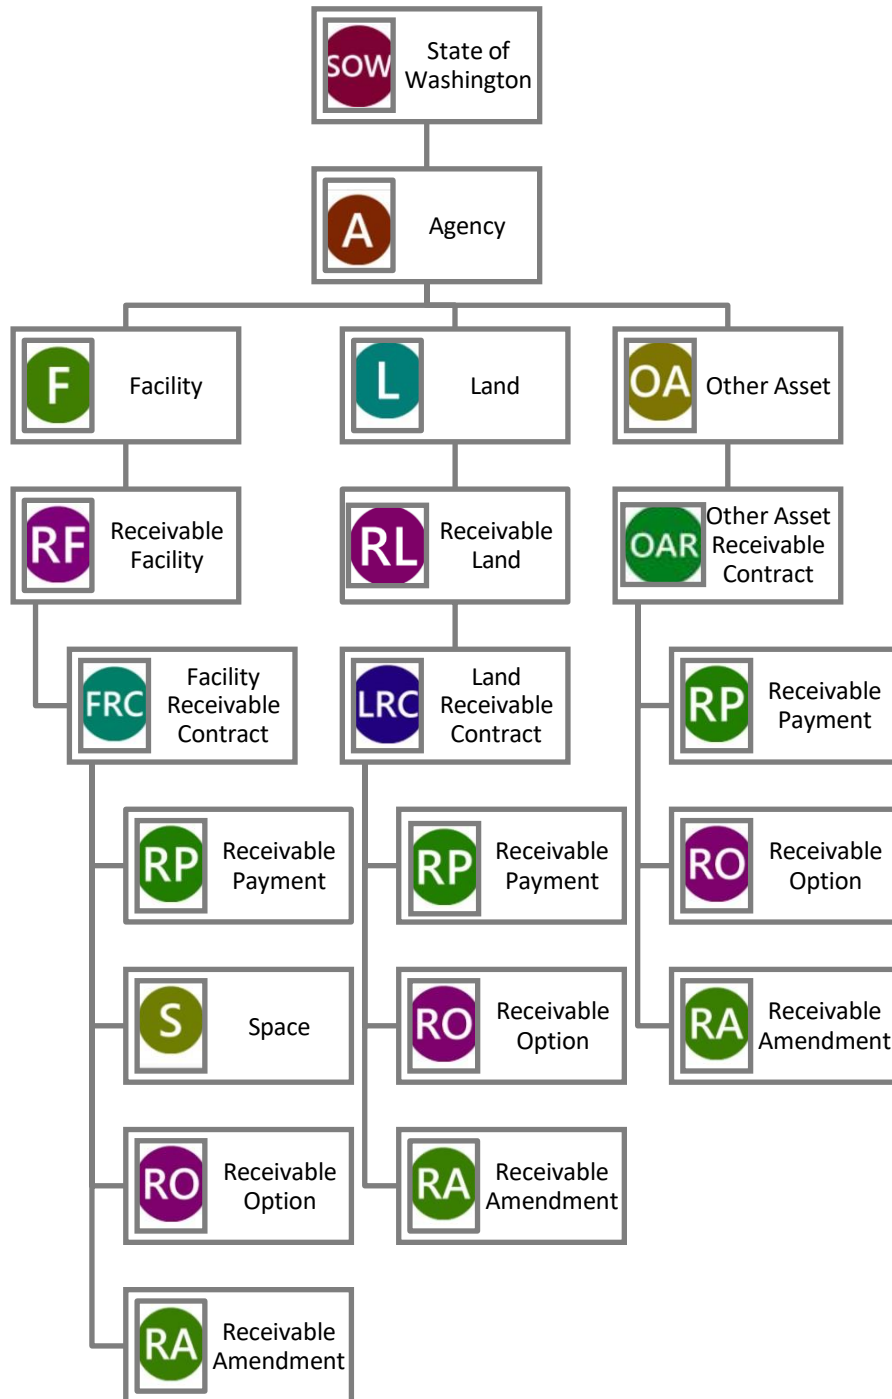 SOW
State of
Washington
A
Agency
F
Facility
L
Land
OA
Other Asset
RF
Receivable
Facility
RL
Receivable
Land
OAR
Other Asset
Receivable
Contract
FRC
Facility
Receivable
Contract
LRC
Land
Receivable
Contract
RP
Receivable
Payment
RP
Receivable
Payment
RP
Receivable
Payment
S
Space
RO
Receivable
Option
RO
Receivable
Option
RO
Receivable
Option
RA
Receivable
Amendment
RA
Receivable
Amendment
RA
Receivable
Amendment